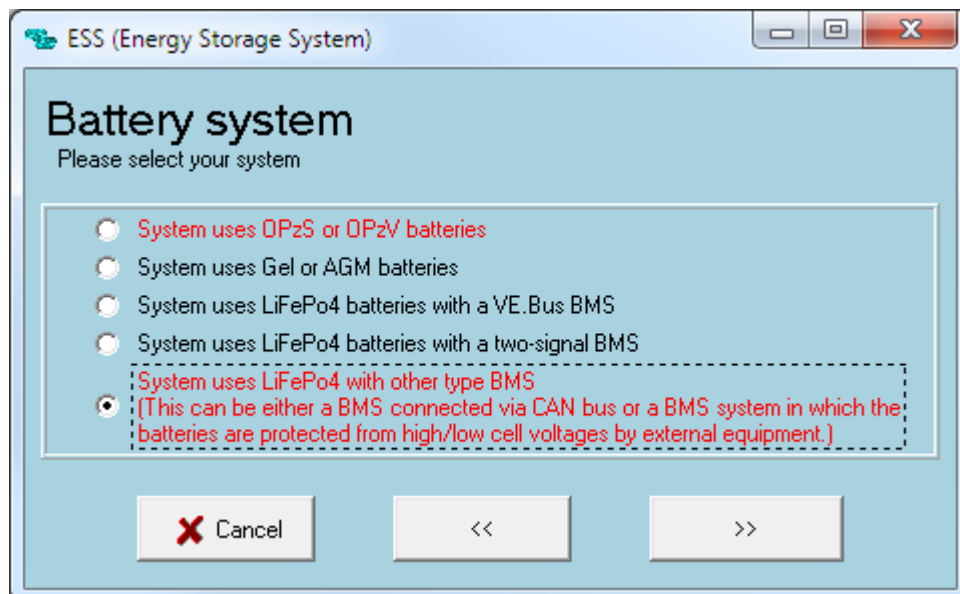 ESS (Energy Storage System)
Battery system
Please select your system
System uses OPzS or OPzV batteries
System uses Gel or AGM batteries
System uses LiFePo4 batteries with a VE.Bus BMS
System uses LiFePo4 batteries with a two-signal BMS
System uses LiFePo4 with other type BMS
(This can be either a BMS connected via CAN bus or a BMS system in which the
batteries are protected from high/low cell voltages by external equipment.)
Cancel
<<
>>